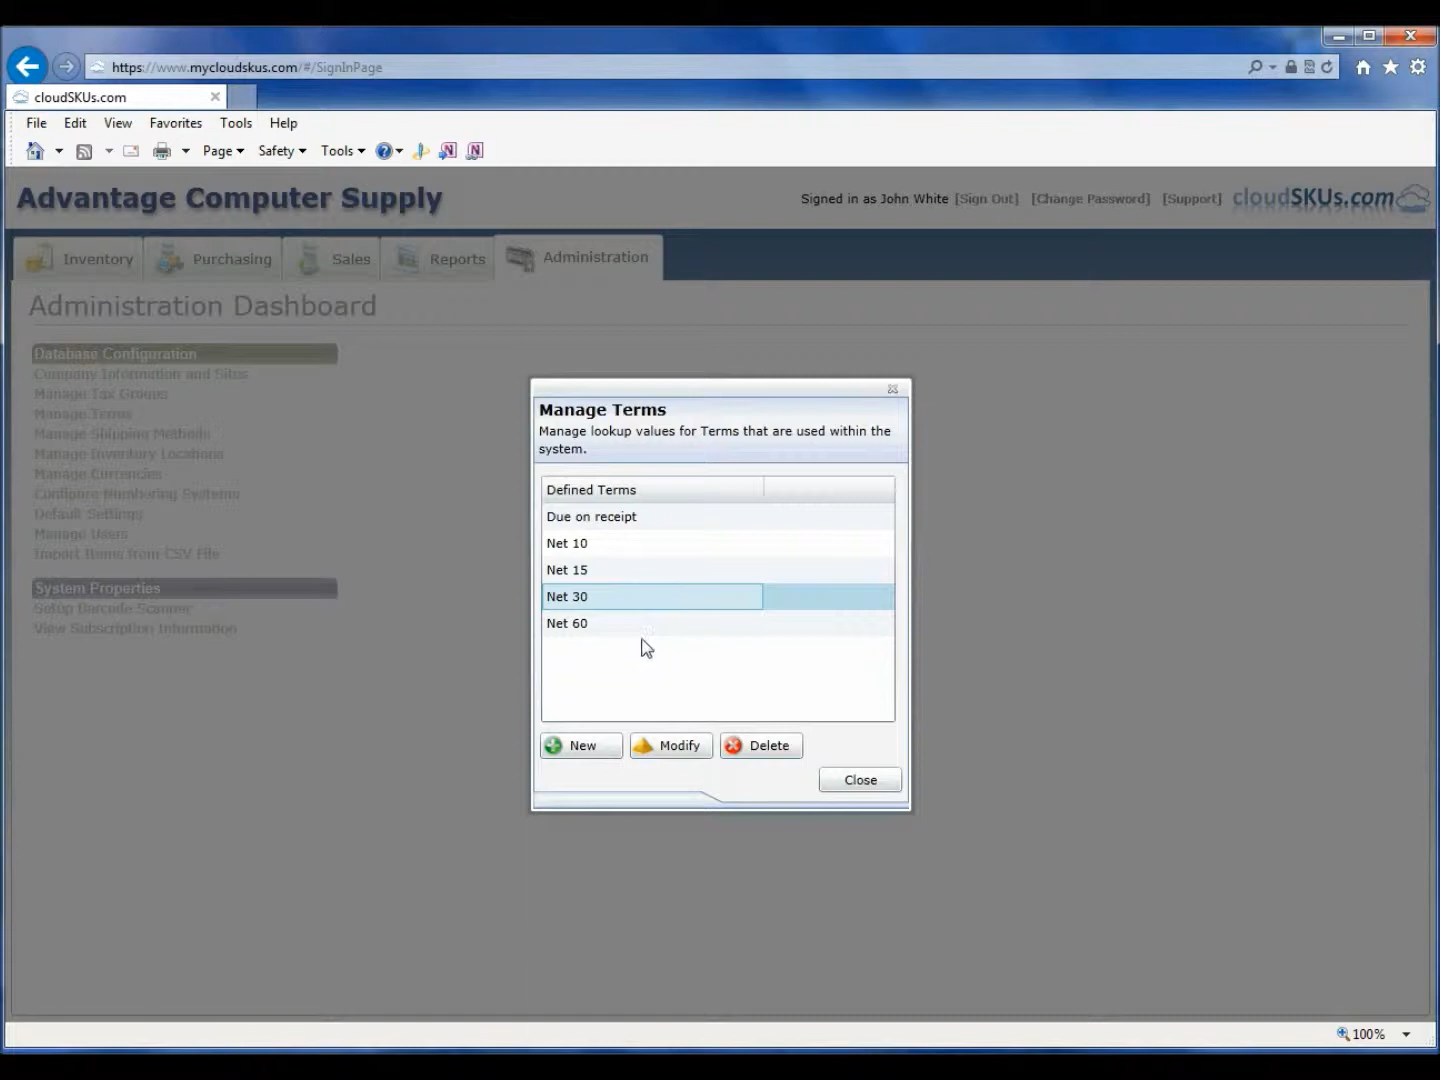 https://www.mycloudskus.com/#/SignInPage
cloudSKUs.com
File Edit View Favorites Tools Help
Page Safety Tools
Advantage Computer Supply
Signed in as John White [Sign Out] [Change Password] [Support] cloudSKUs.com
Inventory Purchasing Sales Reports Administration
Administration Dashboard
Database Configuration
Company Information and Sites
Manage Tax Groups
Manage Terms
Manage Shipping Methods
Manage Inventory Locations
Manage Currencies
Configure Numbering Systems
Default Settings
Manage Users
Import Items from CSV File
System Properties
Setup Barcode Scanner
View Subscription Information
Manage Terms
Manage lookup values for Terms that are used within the
system.
Defined Terms
Due on receipt
Net 10
Net 15
Net 30
Net 60
New Modify Delete
Close
100%